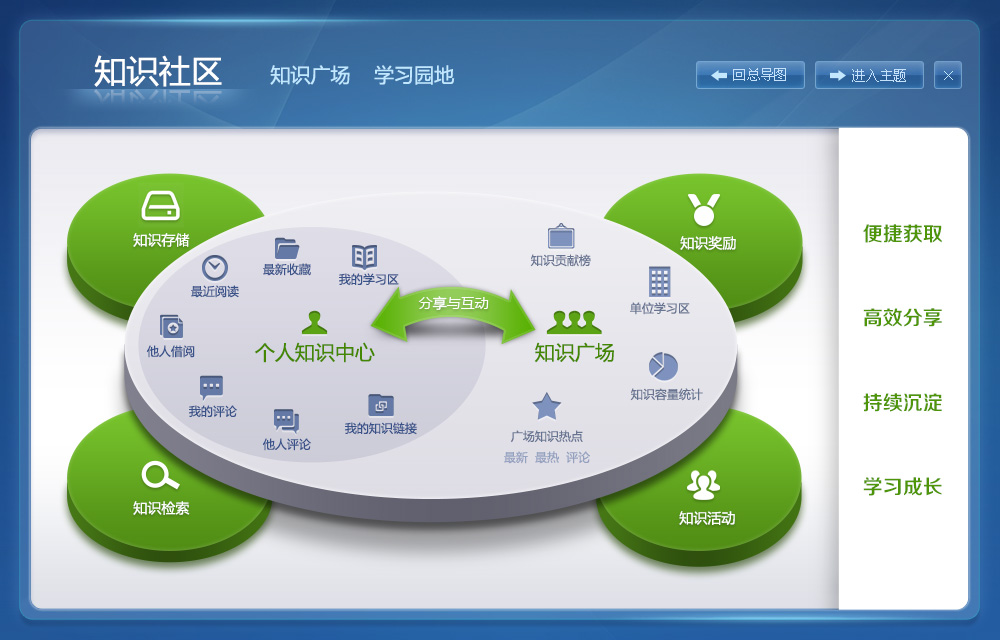 知识社区
知识广场 学习园地
回总导图
进入主题
知识存储
知识奖励
最新收藏
我的学习区
最近阅读
他人借阅
我的评论
他人评论
我的知识链接
个人知识中心
分享与互动
知识广场
知识贡献榜
单位学习区
知识容量统计
广场知识热点
最新 最热 评论
知识检索
知识活动
便捷获取
高效分享
持续沉淀
学习成长